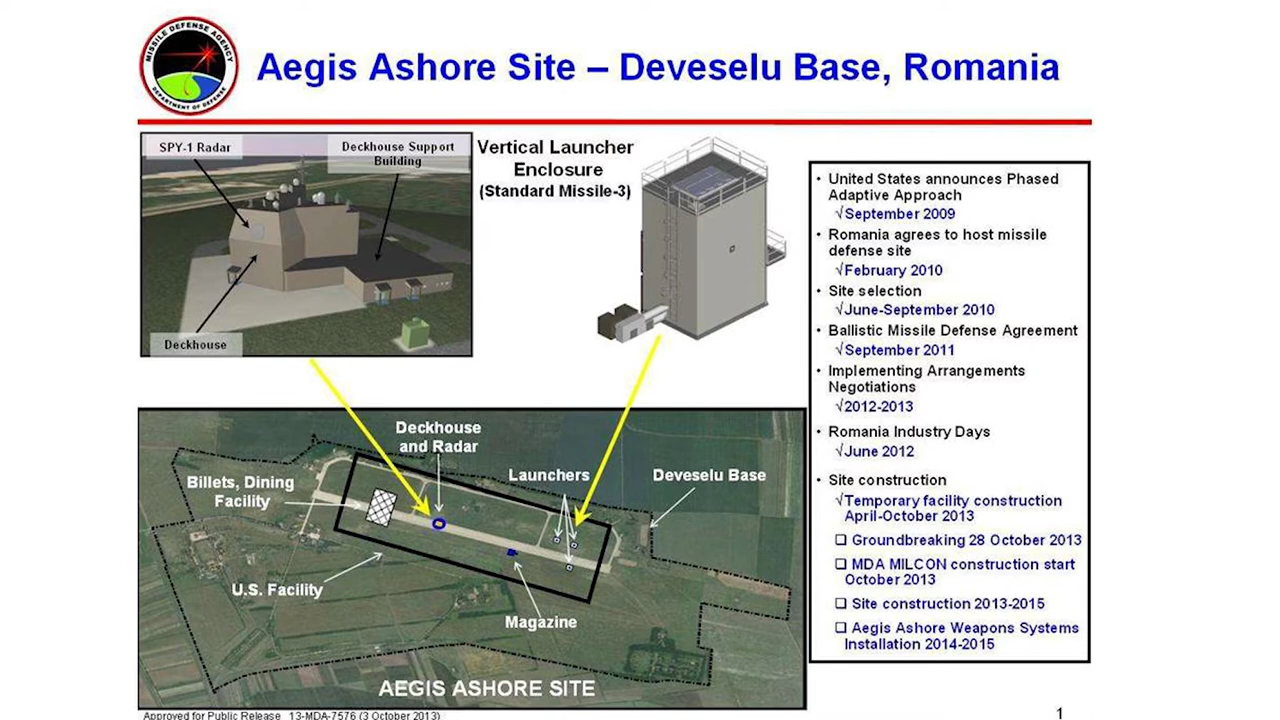 MISSILE DEFENSE AGENCY
DEPARTMENT OF DEFENSE
Aegis Ashore Site – Deveselu Base, Romania
SPY-1 Radar
Deckhouse Support
Building
Deckhouse
Vertical Launcher
Enclosure
(Standard Missile-3)
• United States announces Phased
Adaptive Approach
√September 2009
• Romania agrees to host missile
defense site
√February 2010
• Site selection
√June-September 2010
• Ballistic Missile Defense Agreement
√September 2011
• Implementing Arrangements
Negotiations
√2012-2013
• Romania Industry Days
√June 2012
• Site construction
√Temporary facility construction
April-October 2013
❑ Groundbreaking 28 October 2013
❑ MDA MILCON construction start
October 2013
❑ Site construction 2013-2015
❑ Aegis Ashore Weapons Systems
Installation 2014-2015
Deckhouse
and Radar
Launchers
Deveselu Base
Billets, Dining
Facility
U.S. Facility
Magazine
AEGIS ASHORE SITE
Approved for Public Release 13-MDA-7576 (3 October 2013)
1